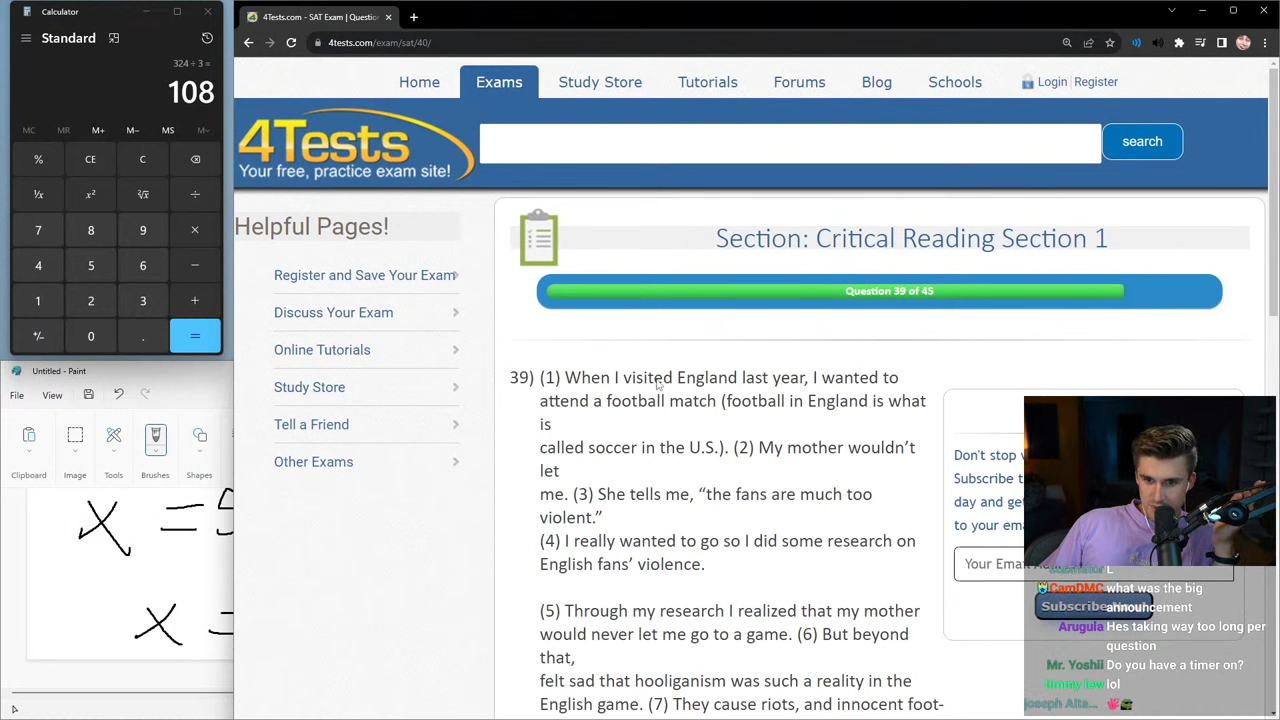 Calculator
4Tests.com - SAT Exam | Question
Standard
4tests.com/exam/sat/40/
324 ÷ 3 =
108
MC MR M+ M− MS M˅
% CE C
¹/x x² ²√x ÷
7 8 9 ×
4 5 6 −
1 2 3 +
+/− 0 . =
Home Exams Study Store Tutorials Forums Blog Schools Login | Register
4Tests
Your free, practice exam site!
search
Helpful Pages!
Register and Save Your Exam
Discuss Your Exam
Online Tutorials
Study Store
Tell a Friend
Other Exams
Section: Critical Reading Section 1
Question 39 of 45
39) (1) When I visited England last year, I wanted to
attend a football match (football in England is what
is
called soccer in the U.S.). (2) My mother wouldn’t
let
me. (3) She tells me, “the fans are much too
violent.”
(4) I really wanted to go so I did some research on
English fans’ violence.
(5) Through my research I realized that my mother
would never let me go to a game. (6) But beyond
that,
felt sad that hooliganism was such a reality in the
English game. (7) They cause riots, and innocent foot-
Don't stop
Subscribe t
day and get
to your ema
Your Email
Subscribe
Untitled - Paint
File View
Clipboard Image Tools Brushes Shapes
x = 5
x =
L
CamDMC what was the big
announcement
Arugula Hes taking way too long per
question
Mr. Yoshii Do you have a timer on?
jimmy lew lol
joseph Alta...